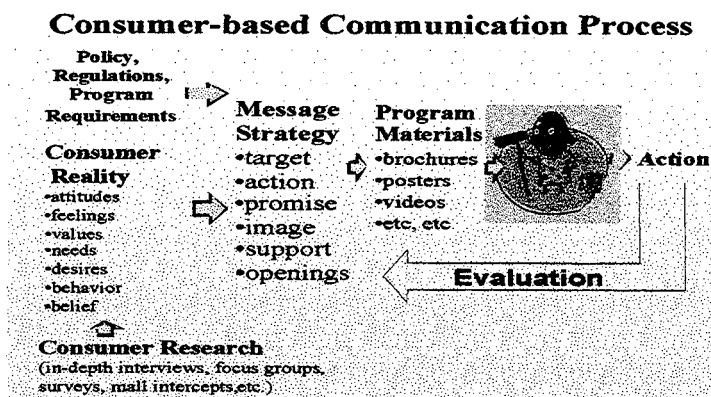 Consumer-based Communication Process
Policy,
Regulations,
Program
Requirements
Consumer
Reality
•attitudes
•feelings
•values
•needs
•desires
•behavior
•belief
Consumer Research
(in-depth interviews, focus groups,
surveys, mall intercepts,etc.)
Message
Strategy
•target
•action
•promise
•image
•support
•openings
Program
Materials
•brochures
•posters
•videos
•etc, etc
Action
Evaluation